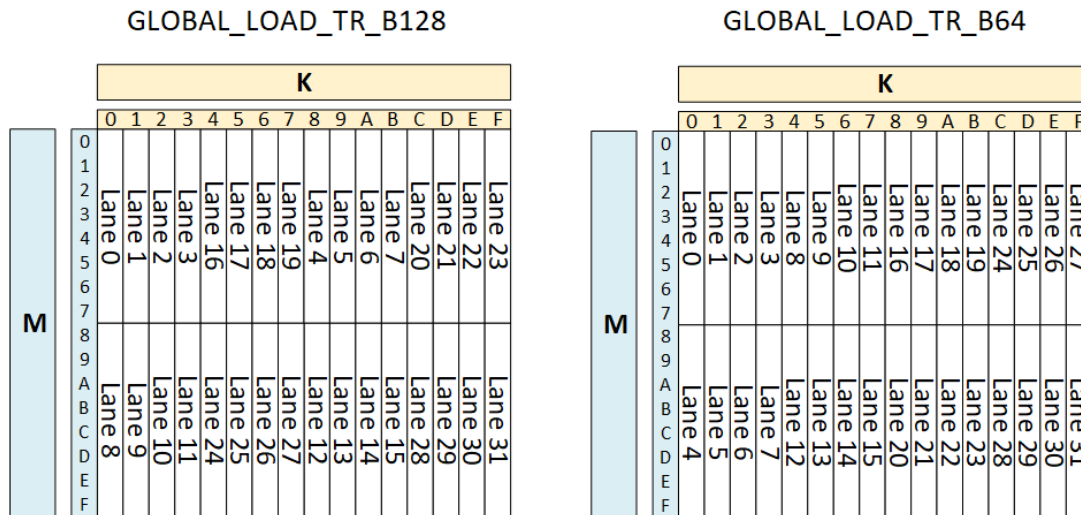 GLOBAL_LOAD_TR_B128
K
0 1 2 3 4 5 6 7 8 9 A B C D E F
M
0
1
2
3
4
5
6
7
8
9
A
B
C
D
E
F
Lane 0
Lane 1
Lane 2
Lane 3
Lane 16
Lane 17
Lane 18
Lane 19
Lane 4
Lane 5
Lane 6
Lane 7
Lane 20
Lane 21
Lane 22
Lane 23
Lane 8
Lane 9
Lane 10
Lane 11
Lane 24
Lane 25
Lane 26
Lane 27
Lane 12
Lane 13
Lane 14
Lane 15
Lane 28
Lane 29
Lane 30
Lane 31
GLOBAL_LOAD_TR_B64
K
0 1 2 3 4 5 6 7 8 9 A B C D E F
M
0
1
2
3
4
5
6
7
8
9
A
B
C
D
E
F
Lane 0
Lane 1
Lane 2
Lane 3
Lane 8
Lane 9
Lane 10
Lane 11
Lane 16
Lane 17
Lane 18
Lane 19
Lane 24
Lane 25
Lane 26
Lane 27
Lane 4
Lane 5
Lane 6
Lane 7
Lane 12
Lane 13
Lane 14
Lane 15
Lane 20
Lane 21
Lane 22
Lane 23
Lane 28
Lane 29
Lane 30
Lane 31